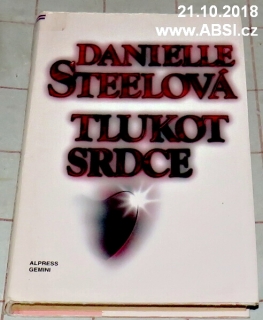 21.10.2018
www.ABSI.cz
DANIELLE
STEELOVÁ
TLUKOT
SRDCE
ALPRESS
GEMINI